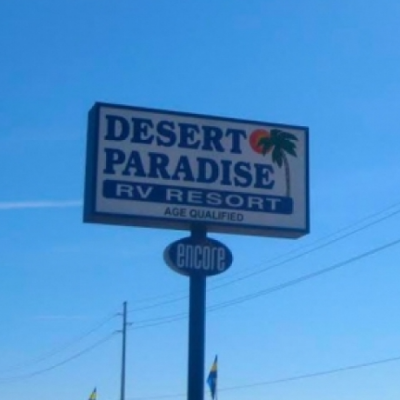 DESERT
PARADISE
RV RESORT
AGE QUALIFIED
encore